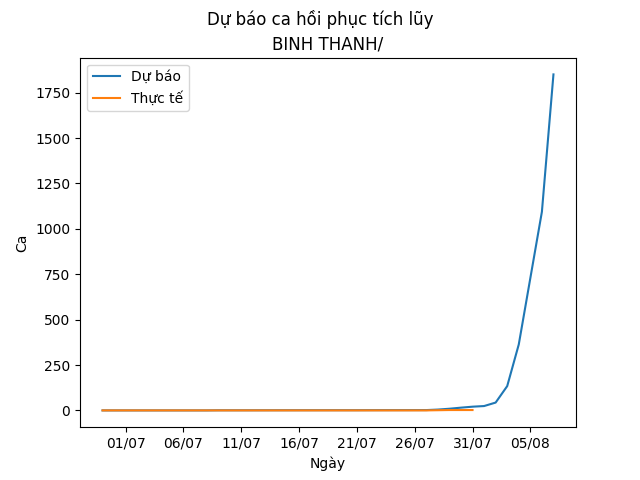 Dự báo ca hồi phục tích lũy
BINH THANH/
Dự báo
Thực tế
1750
1500
1250
1000
750
500
250
0
Ca
01/07 06/07 11/07 16/07 21/07 26/07 31/07 05/08
Ngày